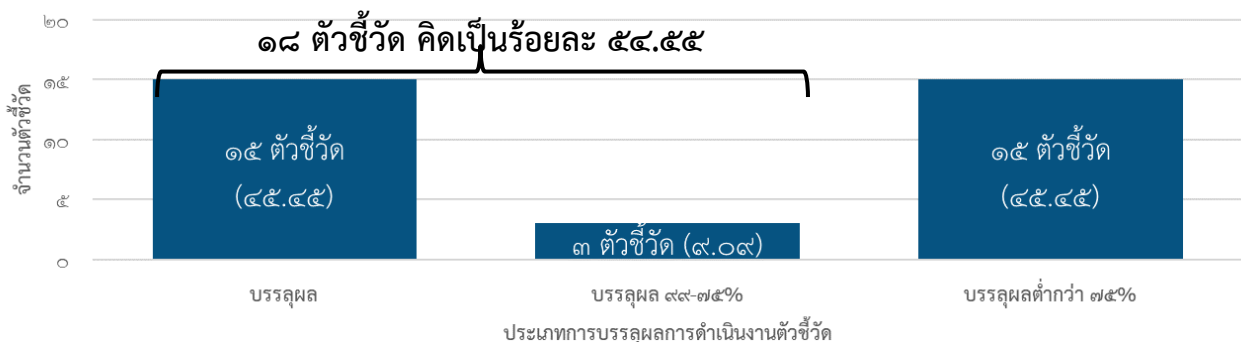 ๑๘ ตัวชี้วัด คิดเป็นร้อยละ ๕๔.๕๕
จำนวนตัวชี้วัด
๒๐
๑๕
๑๐
๕
๐
๑๕ ตัวชี้วัด
(๔๕.๔๕)
๓ ตัวชี้วัด (๙.๐๙)
๑๕ ตัวชี้วัด
(๔๕.๔๕)
บรรลุผล
บรรลุผล ๙๙-๗๕%
บรรลุผลต่ำกว่า ๗๕%
ประเภทการบรรลุผลการดำเนินงานตัวชี้วัด